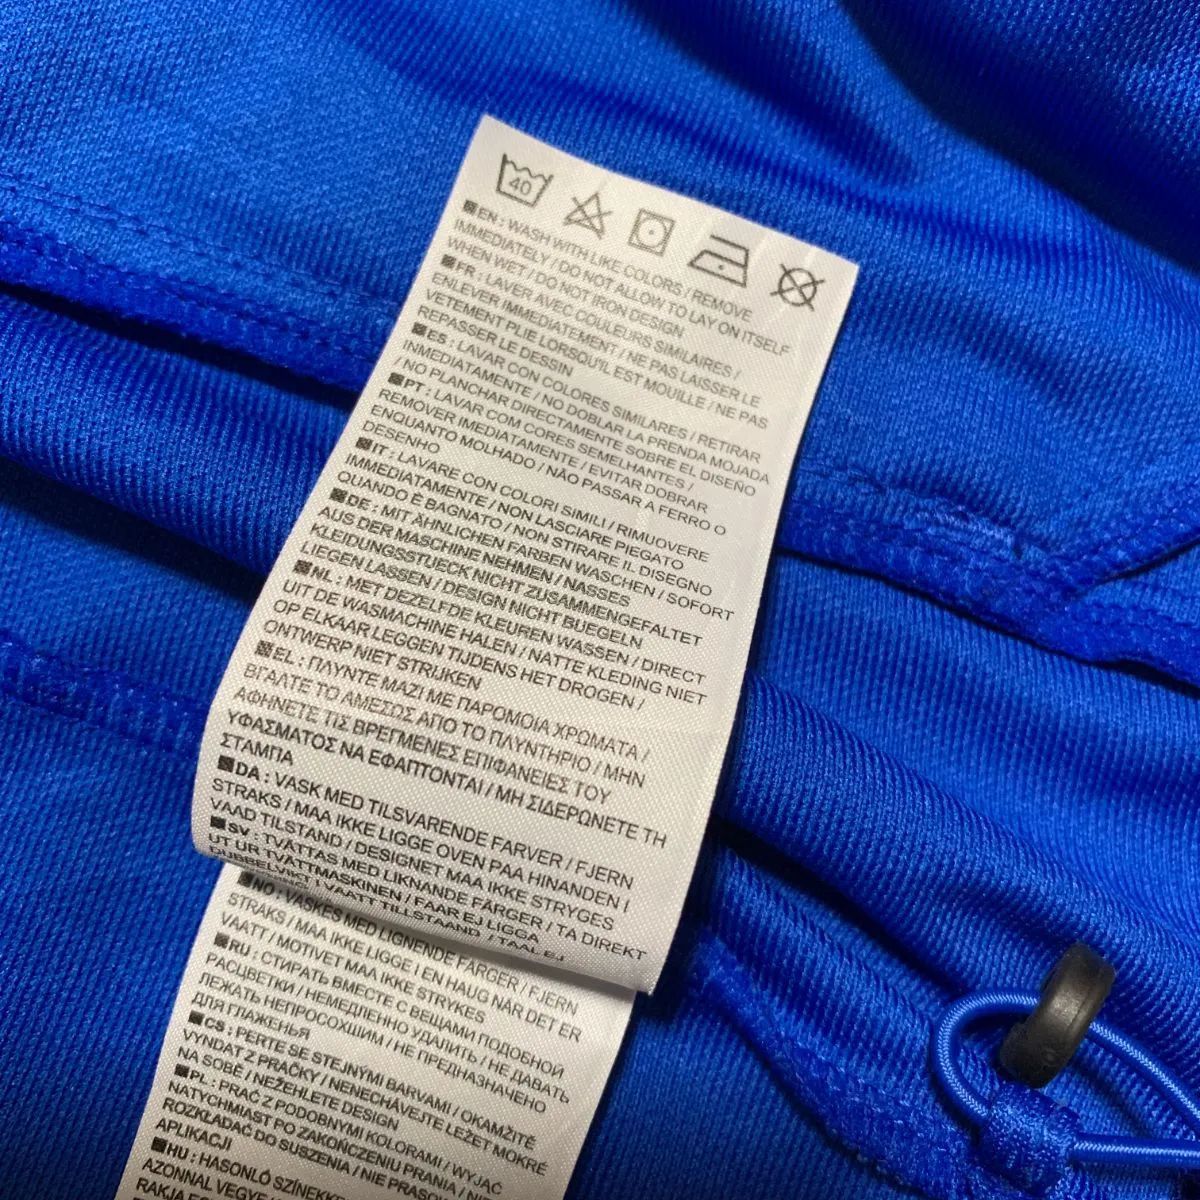 40
EN : WASH WITH LIKE COLORS / REMOVE
IMMEDIATELY / DO NOT ALLOW TO LAY ON ITSELF
WHEN WET / DO NOT IRON DESIGN
FR : LAVER AVEC COULEURS SIMILAIRES /
ENLEVER IMMEDIATEMENT / NE PAS LAISSER LE
VETEMENT PLIE LORSQU'IL EST MOUILLE / NE PAS
REPASSER LE DESSIN
ES : LAVAR CON COLORES SIMILARES / RETIRAR
INMEDIATAMENTE / NO DOBLAR LA PRENDA MOJADA
/ NO PLANCHAR DIRECTAMENTE SOBRE EL DISEÑO
PT : LAVAR COM CORES SEMELHANTES /
REMOVER IMEDIATAMENTE / EVITAR DOBRAR
ENQUANTO MOLHADO / NÃO PASSAR A FERRO O
DESENHO
IT : LAVARE CON COLORI SIMILI / RIMUOVERE
IMMEDIATAMENTE / NON LASCIARE PIEGATO
QUANDO È BAGNATO / NON STIRARE IL DISEGNO
DE : MIT ÄHNLICHEN FARBEN WASCHEN / SOFORT
AUS DER MASCHINE NEHMEN / NASSES
KLEIDUNGSSTUECK NICHT ZUSAMMENGEFALTET
LIEGEN LASSEN / DESIGN NICHT BUEGELN
NL : MET DEZELFDE KLEUREN WASSEN / DIRECT
UIT DE WASMACHINE HALEN / NATTE KLEDING NIET
OP ELKAAR LEGGEN TIJDENS HET DROGEN /
ONTWERP NIET STRIJKEN
EL : ΠΛΥΝΤΕ ΜΑΖΙ ΜΕ ΠΑΡΟΜΟΙΑ ΧΡΩΜΑΤΑ /
ΒΓΑΛΤΕ ΤΟ ΑΜΕΣΩΣ ΑΠΟ ΤΟ ΠΛΥΝΤΗΡΙΟ / ΜΗΝ
ΑΦΗΝΕΤΕ ΤΙΣ ΒΡΕΓΜΕΝΕΣ ΕΠΙΦΑΝΕΙΕΣ ΤΟΥ
ΥΦΑΣΜΑΤΟΣ ΝΑ ΕΦΑΠΤΟΝΤΑΙ / ΜΗ ΣΙΔΕΡΩΝΕΤΕ ΤΗ
ΣΤΑΜΠΑ
DA : VASK MED TILSVARENDE FARVER / FJERN
STRAKS / MAA IKKE LIGGE OVEN PAA HINANDEN I
VAAD TILSTAND / DESIGNET MAA IKKE STRYGES
SV : TVÄTTAS MED LIKNANDE FÄRGER / TA DIREKT
UT UR TVÄTTMASKINEN / FAAR EJ LIGGA
DUBBELVIKT I VAATT TILLSTAAND / TAAL EJ
NO : VASKES MED LIGNENDE FARGER / FJERN
STRAKS / MAA IKKE LIGGE I EN HAUG NAR DET ER
VAATT / MOTIVET MAA IKKE STRYKES
RU : СТИРАТЬ ВМЕСТЕ С ВЕЩАМИ ПОДОБНОЙ
РАСЦВЕТКИ / НЕМЕДЛЕННО УДАЛИТЬ / НЕ ДАВАТЬ
ЛЕЖАТЬ НЕПРОСОХШИМ / НЕ ПРЕДНАЗНАЧЕНО
ДЛЯ ГЛАЖЕНЬЯ
CS : PERTE SE STEJNÝMI BARVAMI / OKAMŽITĚ
VYNDAT Z PRAČKY / NENECHÁVEJTE LEŽET MOKRÉ
NA SOBĚ / NEŽEHLETE DESIGN
PL : PRAĆ Z PODOBNYMI KOLORAMI / WYJĄĆ
NATYCHMIAST PO ZAKOŃCZENIU PRANIA / MOKRE
ROZKŁADAĆ DO SUSZENIA / NIE PRASOWAĆ
APLIKACJI
HU : HASONLÓ SZÍNEKKEL
AZONNAL VEGYE
RAKJA